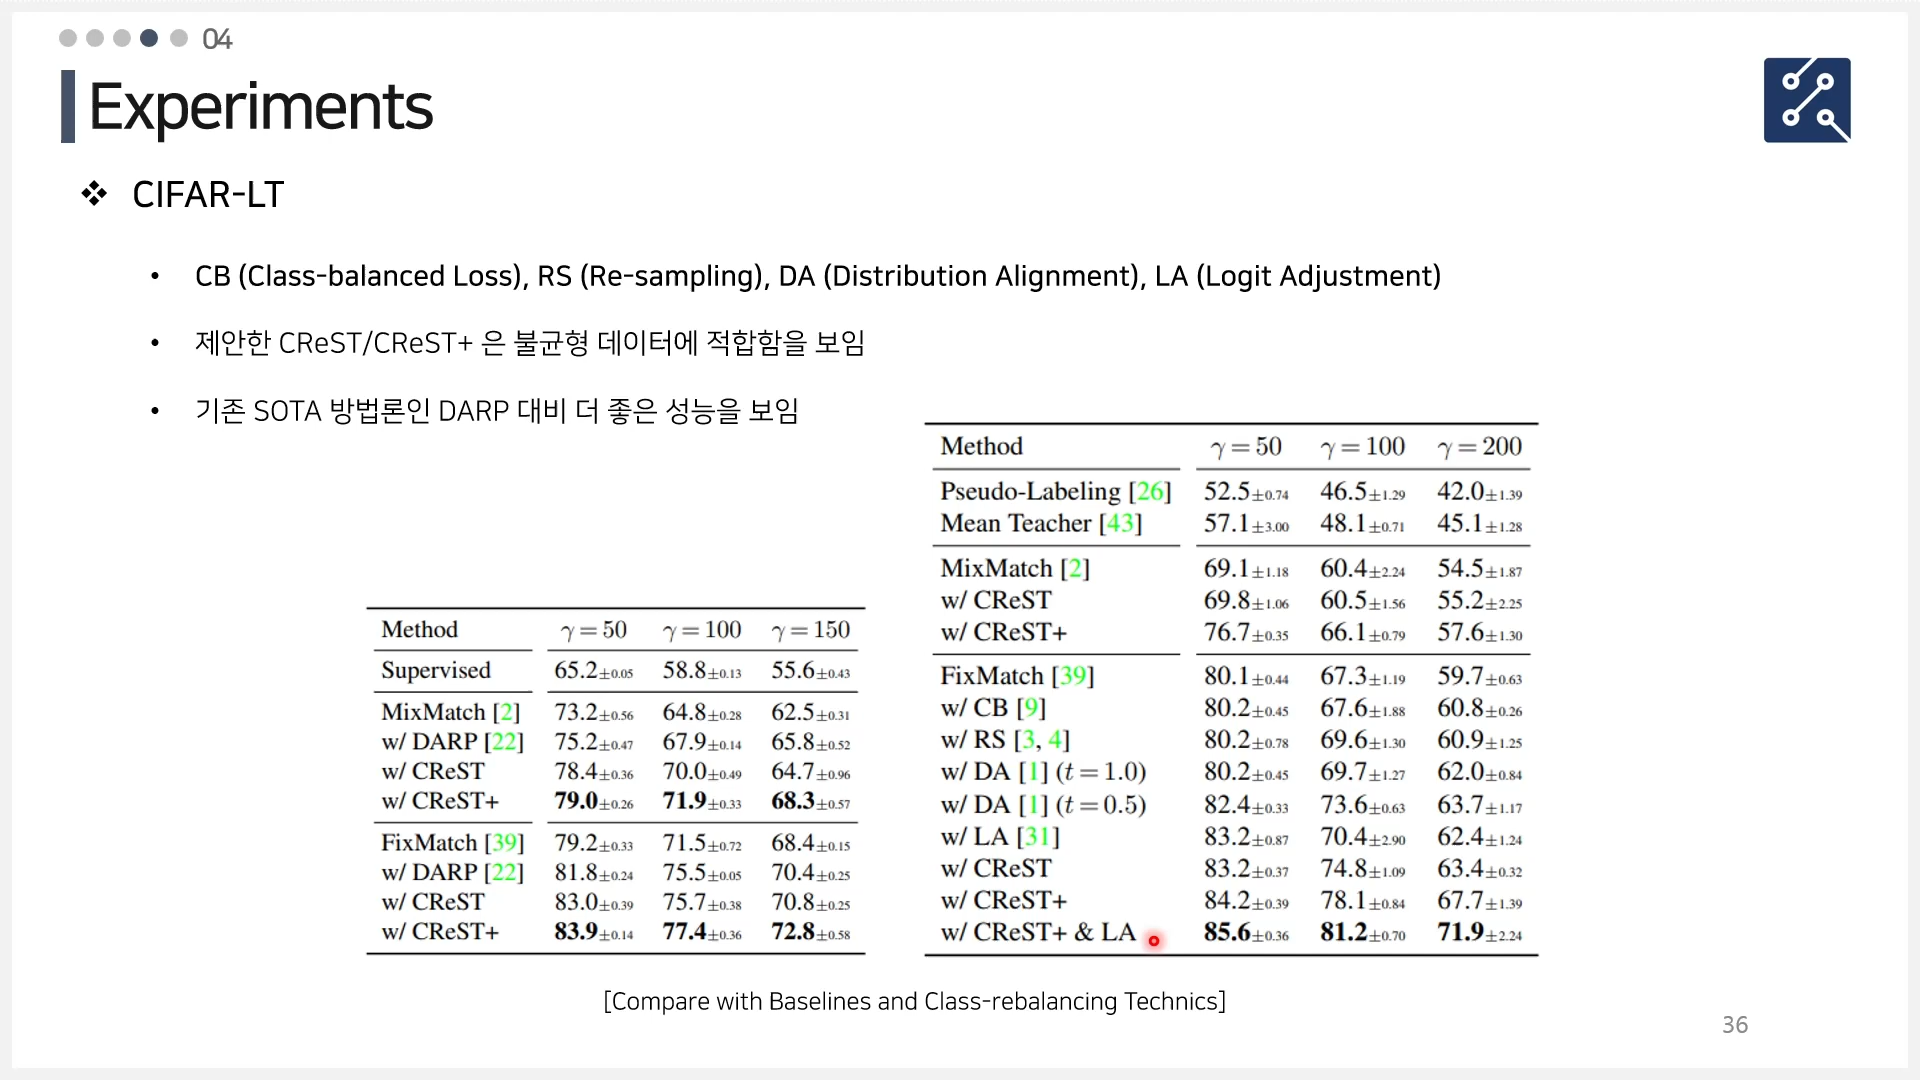 04
Experiments
❖ CIFAR-LT
• CB (Class-balanced Loss), RS (Re-sampling), DA (Distribution Alignment), LA (Logit Adjustment)
• 제안한 CReST/CReST+ 은 불균형 데이터에 적합함을 보임
• 기존 SOTA 방법론인 DARP 대비 더 좋은 성능을 보임
Method γ = 50 γ = 100 γ = 150
Supervised 65.2±0.05 58.8±0.13 55.6±0.43
MixMatch [2] 73.2±0.56 64.8±0.28 62.5±0.31
w/ DARP [22] 75.2±0.47 67.9±0.14 65.8±0.52
w/ CReST 78.4±0.36 70.0±0.49 64.7±0.96
w/ CReST+ 79.0±0.26 71.9±0.33 68.3±0.57
FixMatch [39] 79.2±0.33 71.5±0.72 68.4±0.15
w/ DARP [22] 81.8±0.24 75.5±0.05 70.4±0.25
w/ CReST 83.0±0.39 75.7±0.38 70.8±0.25
w/ CReST+ 83.9±0.14 77.4±0.36 72.8±0.58
Method γ = 50 γ = 100 γ = 200
Pseudo-Labeling [26] 52.5±0.74 46.5±1.29 42.0±1.39
Mean Teacher [43] 57.1±3.00 48.1±0.71 45.1±1.28
MixMatch [2] 69.1±1.18 60.4±2.24 54.5±1.87
w/ CReST 69.8±1.06 60.5±1.56 55.2±2.25
w/ CReST+ 76.7±0.35 66.1±0.79 57.6±1.30
FixMatch [39] 80.1±0.44 67.3±1.19 59.7±0.63
w/ CB [9] 80.2±0.45 67.6±1.88 60.8±0.26
w/ RS [3, 4] 80.2±0.78 69.6±1.30 60.9±1.25
w/ DA [1] (t = 1.0) 80.2±0.45 69.7±1.27 62.0±0.84
w/ DA [1] (t = 0.5) 82.4±0.33 73.6±0.63 63.7±1.17
w/ LA [31] 83.2±0.87 70.4±2.90 62.4±1.24
w/ CReST 83.2±0.37 74.8±1.09 63.4±0.32
w/ CReST+ 84.2±0.39 78.1±0.84 67.7±1.39
w/ CReST+ & LA 85.6±0.36 81.2±0.70 71.9±2.24
[Compare with Baselines and Class-rebalancing Technics]
36